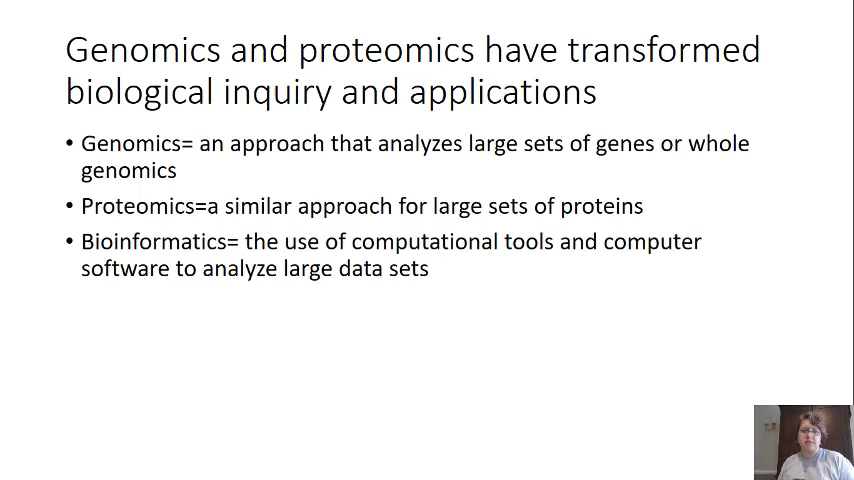 Genomics and proteomics have transformed
biological inquiry and applications
• Genomics= an approach that analyzes large sets of genes or whole
genomics
• Proteomics=a similar approach for large sets of proteins
• Bioinformatics= the use of computational tools and computer
software to analyze large data sets